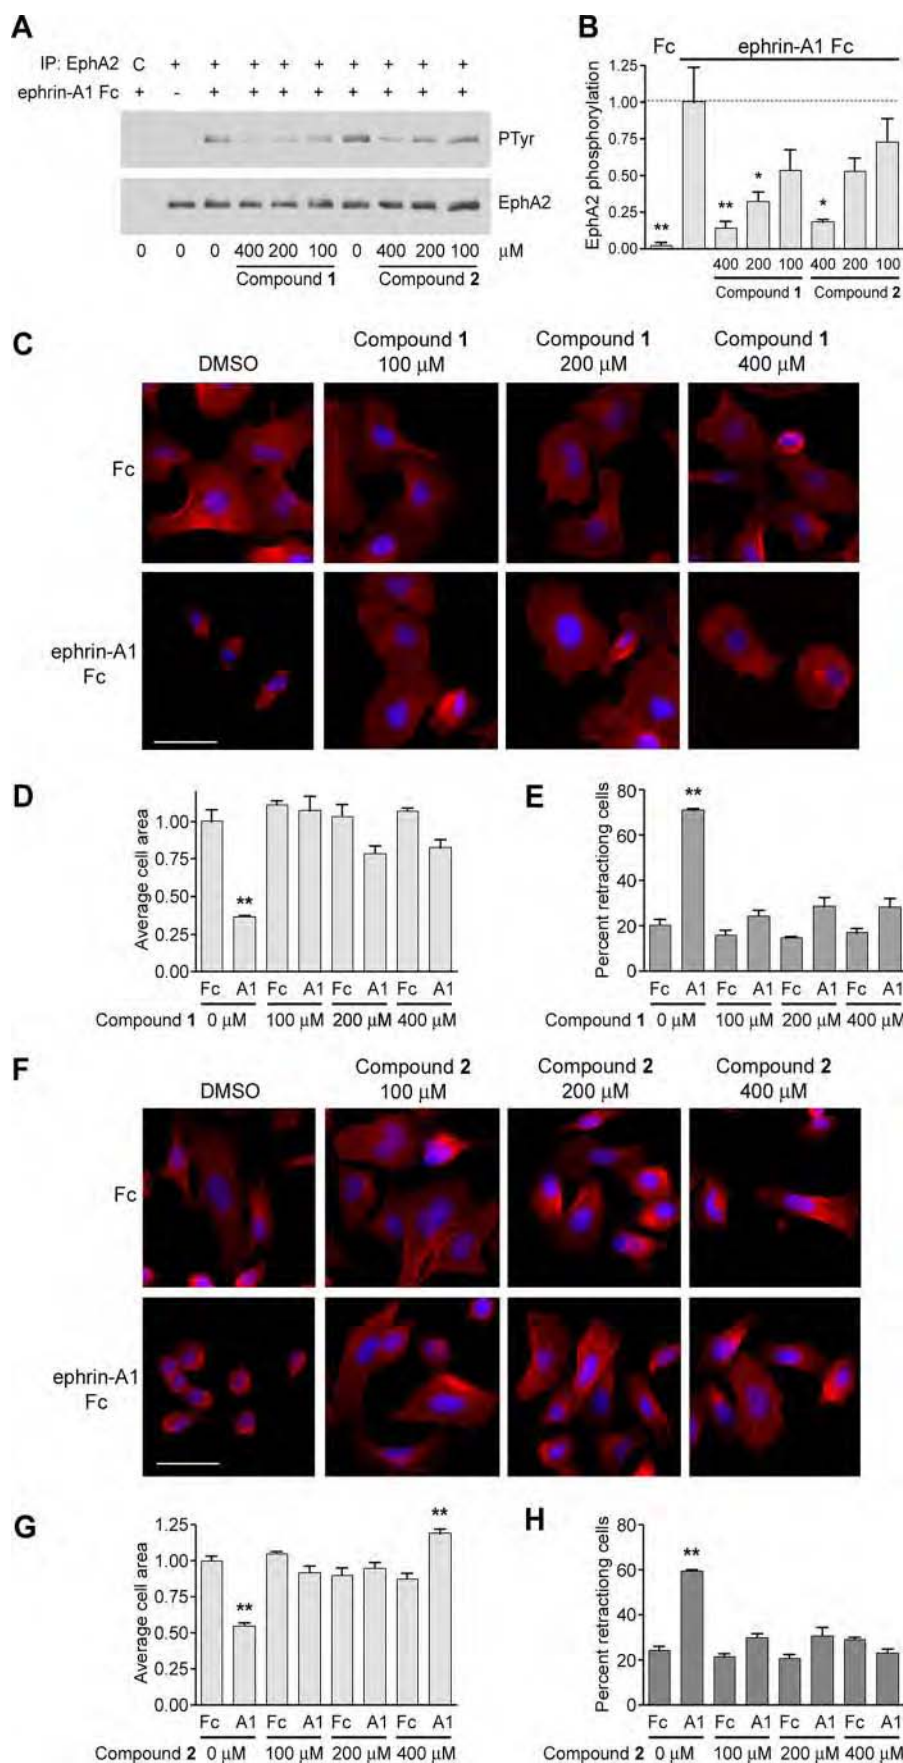 A
IP: EphA2 C + + + + + + + + +
ephrin-A1 Fc + - + + + + + + + +
PTyr
EphA2
0 0 0 400 200 100 0 400 200 100 μM
Compound 1 Compound 2
B
Fc ephrin-A1 Fc
EphA2 phosphorylation
1.25
1.00
0.75
0.50
0.25
0.00
** ** * *
400 200 100 400 200 100
Compound 1 Compound 2
C
DMSO Compound 1 100 μM Compound 1 200 μM Compound 1 400 μM
Fc
ephrin-A1
Fc
D
Average cell area
1.00
0.75
0.50
0.25
0.00
**
Fc A1 Fc A1 Fc A1 Fc A1
Compound 1 0 μM 100 μM 200 μM 400 μM
E
Percent retractiong cells
80
60
40
20
0
**
Fc A1 Fc A1 Fc A1 Fc A1
Compound 1 0 μM 100 μM 200 μM 400 μM
F
DMSO Compound 2 100 μM Compound 2 200 μM Compound 2 400 μM
Fc
ephrin-A1
Fc
G
Average cell area
1.25
1.00
0.75
0.50
0.25
0.00
** **
Fc A1 Fc A1 Fc A1 Fc A1
Compound 2 0 μM 100 μM 200 μM 400 μM
H
Percent retractiong cells
80
60
40
20
0
**
Fc A1 Fc A1 Fc A1 Fc A1
Compound 2 0 μM 100 μM 200 μM 400 μM